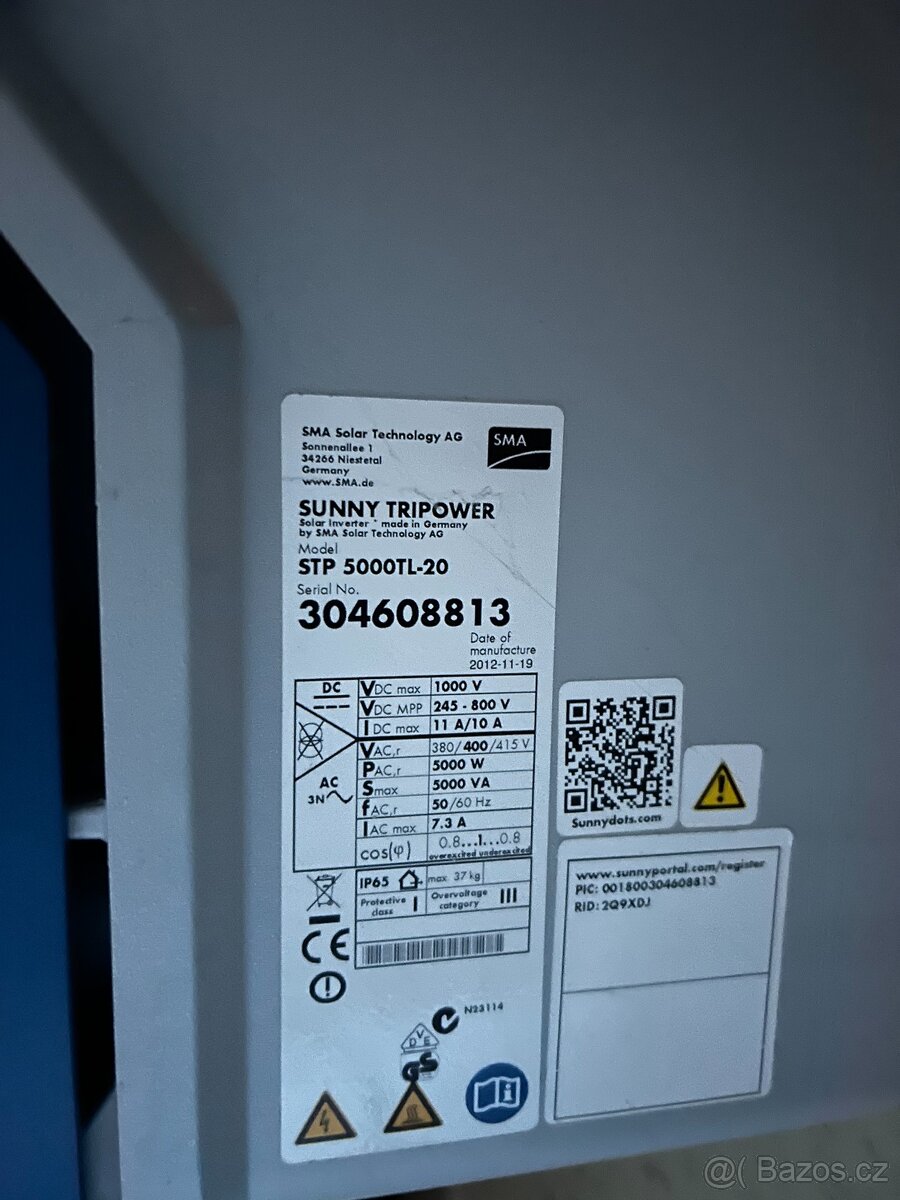 SMA Solar Technology AG
Sonnenallee 1
34266 Niestetal
Germany
www.SMA.de
SMA
SUNNY TRIPOWER
Solar Inverter * made in Germany
by SMA Solar Technology AG
Model
STP 5000TL-20
Serial No.
304608813
Date of
manufacture
2012-11-19
DC
VDC max 1000 V
VDC MPP 245 - 800 V
IDC max 11 A/10 A
VAC,r 380/400/415 V
PAC,r 5000 W
AC
3N
Smax 5000 VA
fAC,r 50/60 Hz
IAC max 7.3 A
cos(φ) 0.8...1...0.8
overexcited underexcited
IP65 max. 37 kg
Protective class I Overvoltage category III
CE
N23114
DVE
GS
Sunnydots.com
www.sunnyportal.com/register
PIC: 001800304608813
RID: 2Q9XDJ
@( Bazos.cz